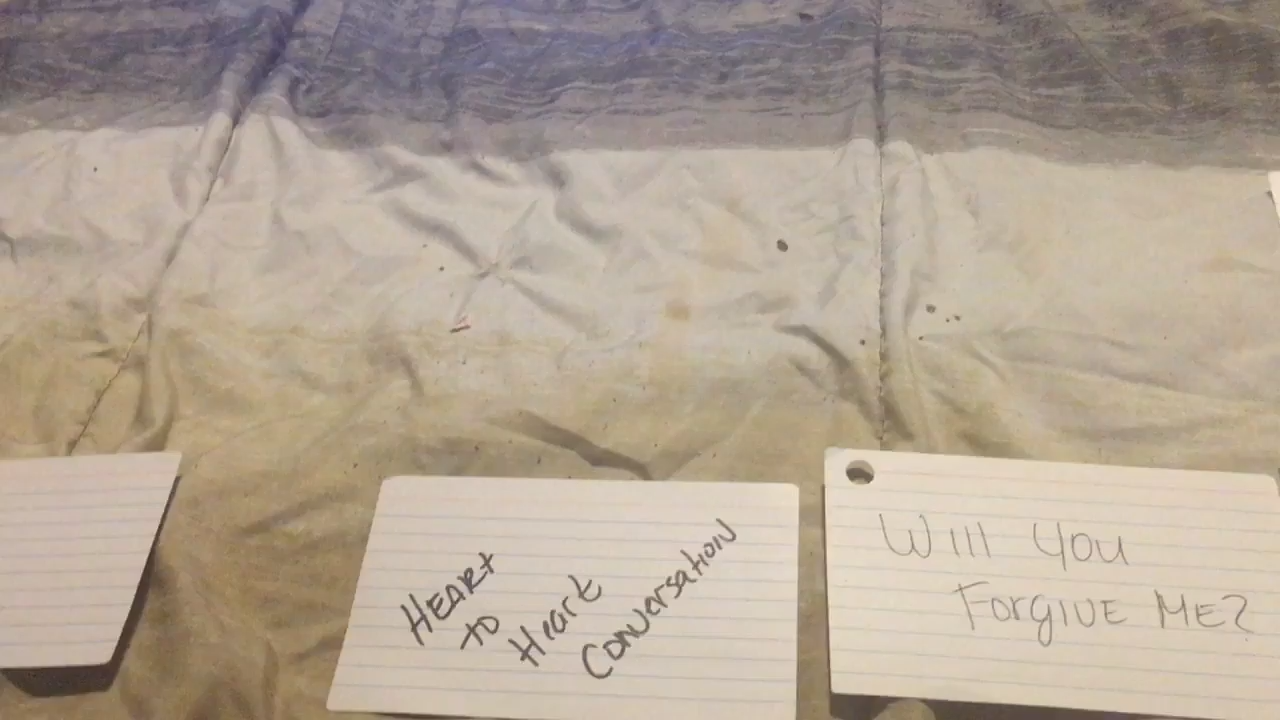 HEART
to
Heart
Conversation
Will You
Forgive Me?